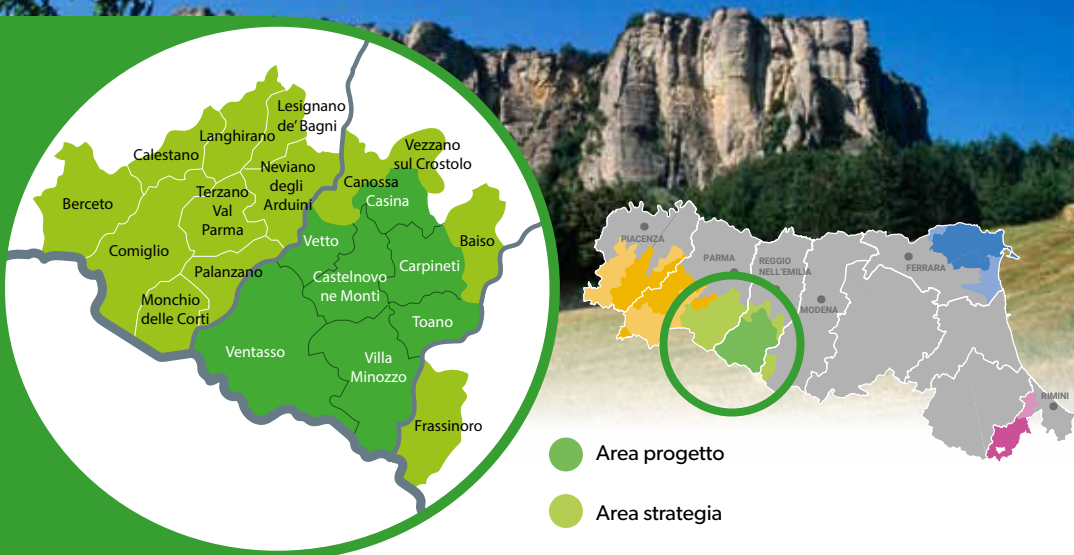 Lesignano
de' Bagni
Langhirano
Calestano
Vezzano
sul Crostolo
Neviano
degli
Arduini
Canossa
Casina
Berceto
Terzano
Val
Parma
Vetto
Baiso
Comiglio
Carpineti
Palanzano
Castelnovo
ne Monti
Monchio
delle Corti
Toano
Ventasso
Villa
Minozzo
Frassinoro
PIACENZA
PARMA
REGGIO
NELL'EMILIA
MODENA
FERRARA
RIMINI
Area progetto
Area strategia